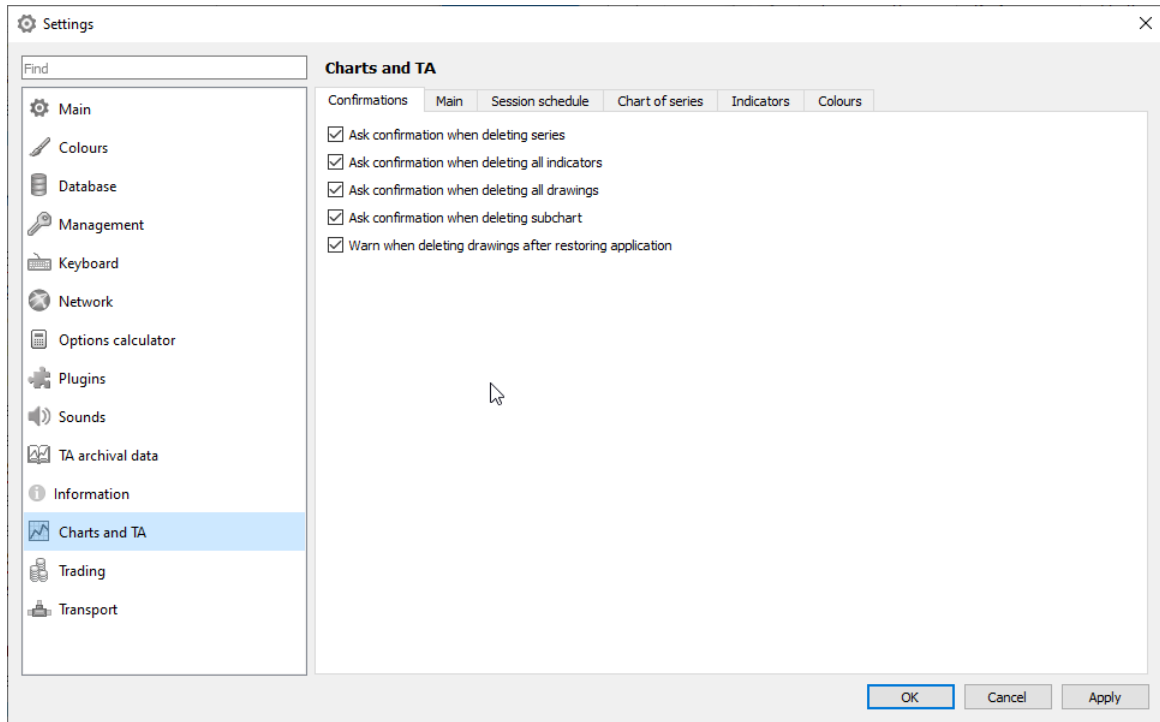 Settings
Find
Main
Colours
Database
Management
Keyboard
Network
Options calculator
Plugins
Sounds
TA archival data
Information
Charts and TA
Trading
Transport
Charts and TA
Confirmations Main Session schedule Chart of series Indicators Colours
Ask confirmation when deleting series
Ask confirmation when deleting all indicators
Ask confirmation when deleting all drawings
Ask confirmation when deleting subchart
Warn when deleting drawings after restoring application
OK Cancel Apply